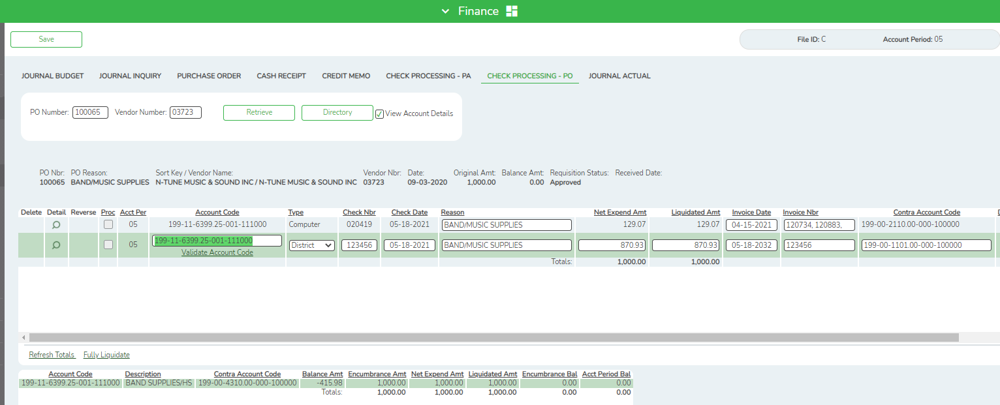 Finance
Save
File ID: C Account Period: 05
JOURNAL BUDGET JOURNAL INQUIRY PURCHASE ORDER CASH RECEIPT CREDIT MEMO CHECK PROCESSING - PA CHECK PROCESSING - PO JOURNAL ACTUAL
PO Number: 100065 Vendor Number: 03723 Retrieve Directory View Account Details
PO Nbr: PO Reason: Sort Key / Vendor Name: Vendor Nbr: Date: Original Amt: Balance Amt: Requisition Status: Received Date:
100065 BAND/MUSIC SUPPLIES N-TUNE MUSIC & SOUND INC / N-TUNE MUSIC & SOUND INC 03723 09-03-2020 1,000.00 0.00 Approved
Delete Detail Reverse Proc Acct Per Account Code Type Check Nbr Check Date Reason Net Expend Amt Liquidated Amt Invoice Date Invoice Nbr Contra Account Code
05 199-11-6399.25-001-111000 Computer 020419 05-18-2021 BAND/MUSIC SUPPLIES 129.07 129.07 04-15-2021 120734, 120883, 199-00-2110.00-000-100000
05 199-11-6399.25-001-111000 District 123456 05-18-2021 BAND/MUSIC SUPPLIES 870.93 870.93 05-18-2032 123456 199-00-1101.00-000-100000
Validate Account Code
Totals: 1,000.00 1,000.00
Refresh Totals Fully Liquidate
Account Code Description Contra Account Code Balance Amt Encumbrance Amt Net Expend Amt Liquidated Amt Encumbrance Bal Acct Period Bal
199-11-6399.25-001-111000 BAND SUPPLIES/HS 199-00-4310.00-000-100000 -415.98 1,000.00 1,000.00 1,000.00 0.00 0.00
Totals: 1,000.00 1,000.00 1,000.00 0.00 0.00